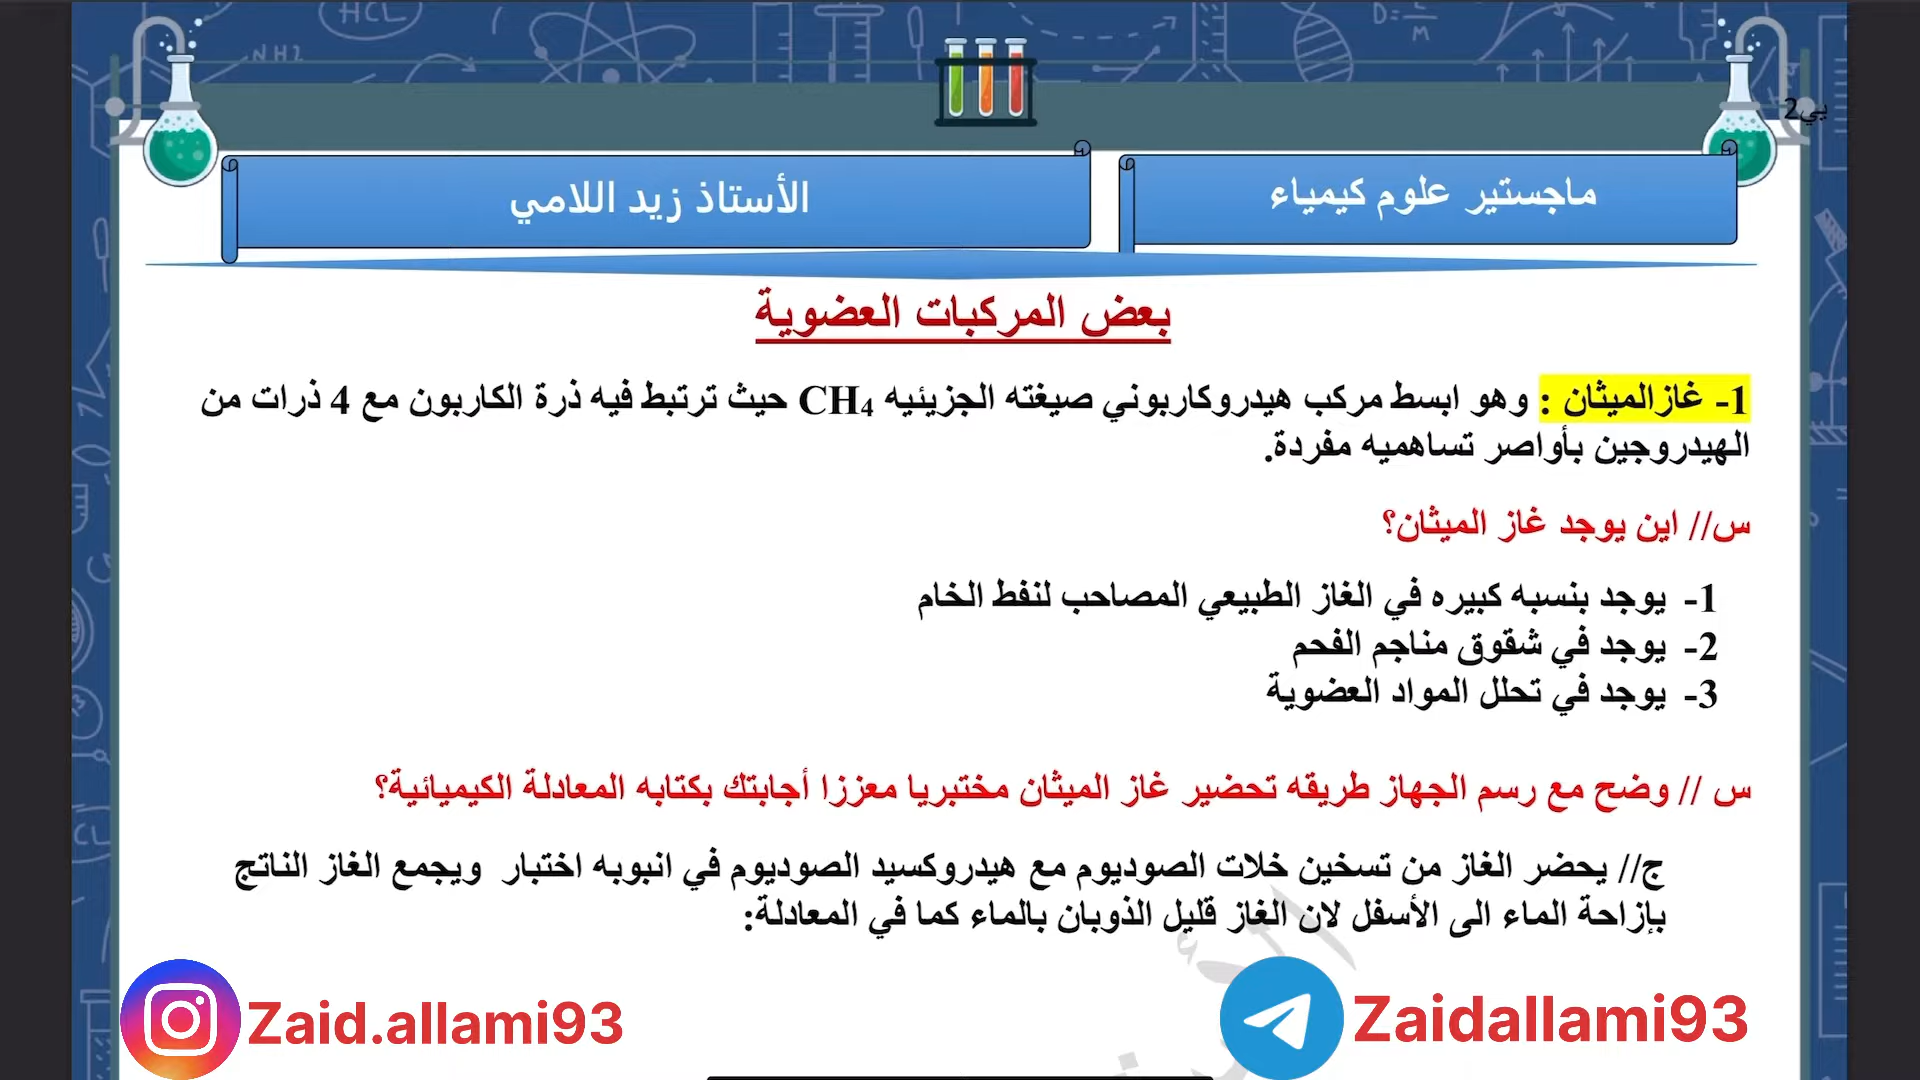 HCL
NH2
D=L/M
بي2
ماجستير علوم كيمياء
الأستاذ زيد اللامي
بعض المركبات العضوية
1- غازالميثان : وهو ابسط مركب هيدروكاربوني صيغته الجزيئيه CH4 حيث ترتبط فيه ذرة الكاربون مع 4 ذرات من
الهيدروجين بأواصر تساهميه مفردة.
س// اين يوجد غاز الميثان؟
1- يوجد بنسبه كبيره في الغاز الطبيعي المصاحب لنفط الخام
2- يوجد في شقوق مناجم الفحم
3- يوجد في تحلل المواد العضوية
س // وضح مع رسم الجهاز طريقه تحضير غاز الميثان مختبريا معززا أجابتك بكتابه المعادلة الكيميائية؟
ج// يحضر الغاز من تسخين خلات الصوديوم مع هيدروكسيد الصوديوم في انبوبه اختبار ويجمع الغاز الناتج
بإزاحة الماء الى الأسفل لان الغاز قليل الذوبان بالماء كما في المعادلة:
Zaid.allami93
Zaidallami93